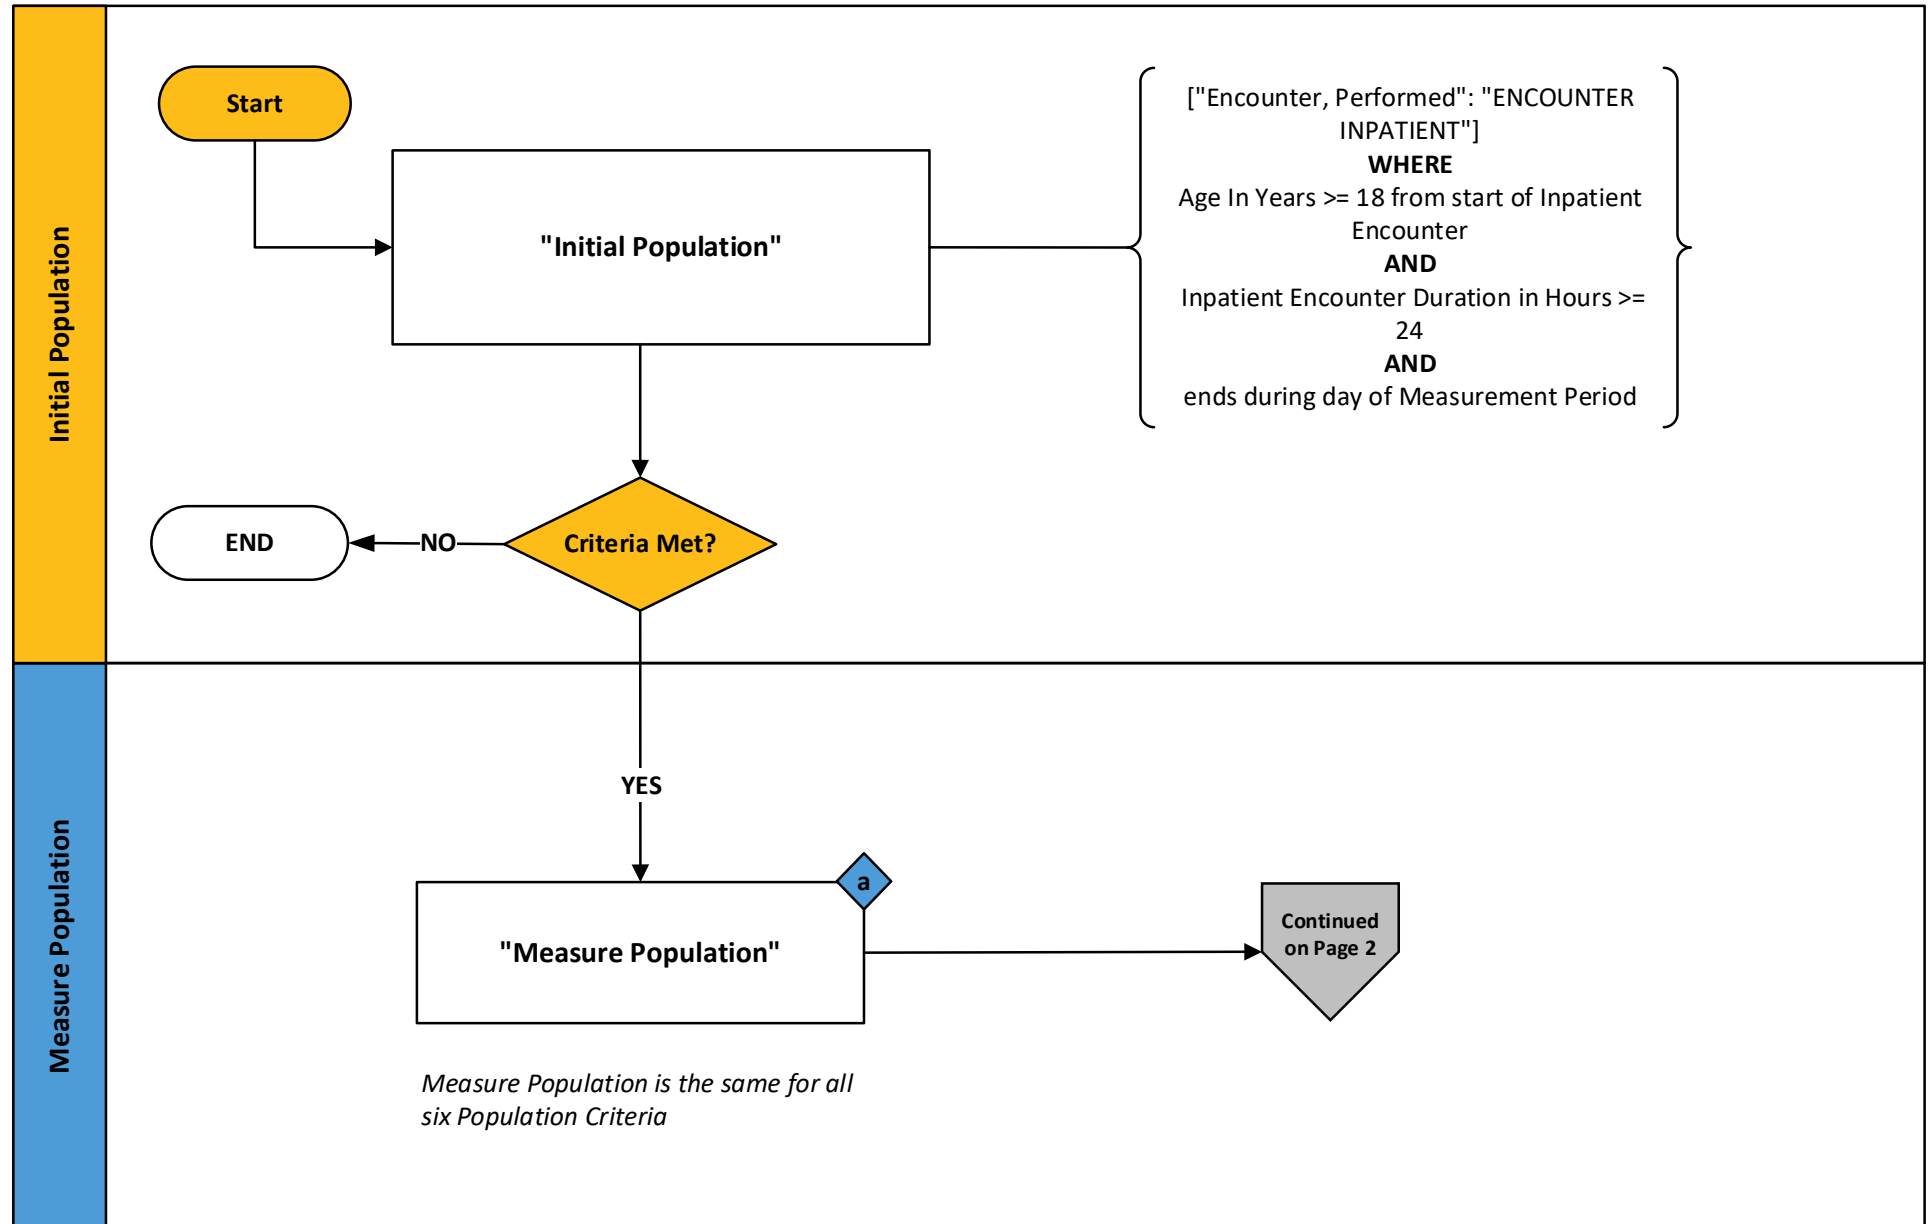 Initial Population
Start
"Initial Population"
["Encounter, Performed": "ENCOUNTER
INPATIENT"]
WHERE
Age In Years >= 18 from start of Inpatient
Encounter
AND
Inpatient Encounter Duration in Hours >=
24
AND
ends during day of Measurement Period
END
NO
Criteria Met?
YES
Measure Population
a
"Measure Population"
Continued
on Page 2
Measure Population is the same for all
six Population Criteria